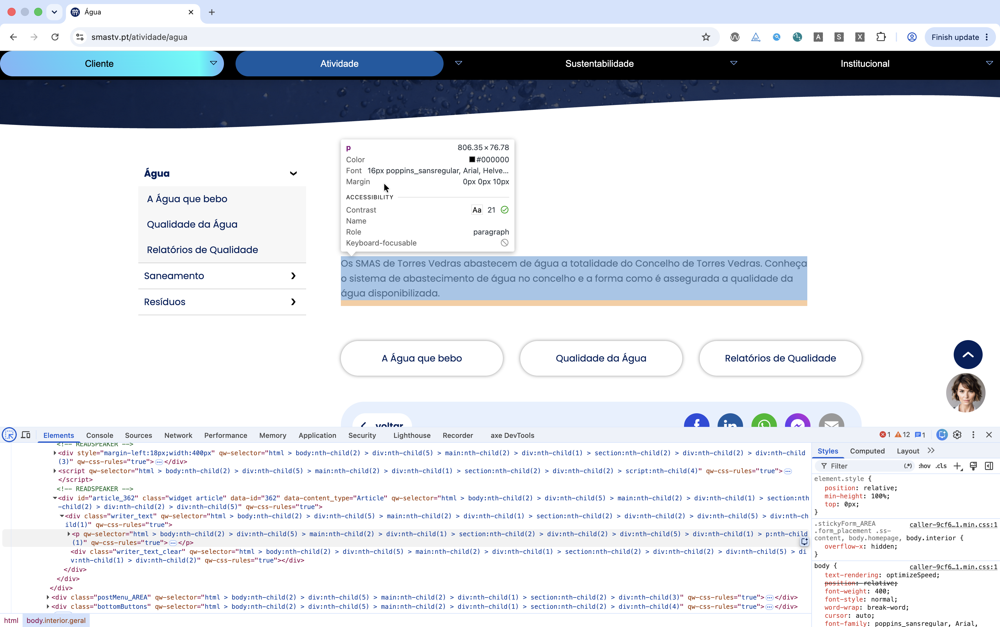 Água
smastv.pt/atividade/agua
A
S
X
Finish update
Cliente
Atividade
Sustentabilidade
Institucional
p
806.35 × 76.78
Color
#000000
Font
16px poppins_sansregular, Arial, Helve...
Margin
0px 0px 10px
ACCESSIBILITY
Contrast
Aa
21
Name
Role
paragraph
Keyboard-focusable
Água
A Água que bebo
Qualidade da Água
Relatórios de Qualidade
Saneamento
Resíduos
Os SMAS de Torres Vedras abastecem de água a totalidade do Concelho de Torres Vedras. Conheça
o sistema de abastecimento de água no concelho e a forma como é assegurada a qualidade da
água disponibilizada.
A Água que bebo
Qualidade da Água
Relatórios de Qualidade
voltar
Elements
Console
Sources
Network
Performance
Memory
Application
Security
Lighthouse
Recorder
axe DevTools
1
12
1
<!-- READSPEAKER -->
<div style="margin-left:18px;width:400px" qw-selector="html > body:nth-child(2) > div:nth-child(5) > main:nth-child(2) > div:nth-child(1) > section:nth-child(2) > div:nth-child(2) > div:nth-child
(3)" qw-css-rules="true">…</div>
<script qw-selector="html > body:nth-child(2) > div:nth-child(5) > main:nth-child(2) > div:nth-child(1) > section:nth-child(2) > div:nth-child(2) > script:nth-child(4)" qw-css-rules="true">…
</script>
<!-- READSPEAKER -->
<div id="article_362" class="widget article" data-id="362" data-content_type="Article" qw-selector="html > body:nth-child(2) > div:nth-child(5) > main:nth-child(2) > div:nth-child(1) > section:nth
-child(2) > div:nth-child(2) > div:nth-child(5)" qw-css-rules="true">
<div class="writer_text" qw-selector="html > body:nth-child(2) > div:nth-child(5) > main:nth-child(2) > div:nth-child(1) > section:nth-child(2) > div:nth-child(2) > div:nth-child(5) > div:nth-ch
ild(1)" qw-css-rules="true">
<p qw-selector="html > body:nth-child(2) > div:nth-child(5) > main:nth-child(2) > div:nth-child(1) > section:nth-child(2) > div:nth-child(2) > div:nth-child(5) > div:nth-child(1) > p:nth-child
(1)" qw-css-rules="true">…</p>
<div class="writer_text_clear" qw-selector="html > body:nth-child(2) > div:nth-child(5) > main:nth-child(2) > div:nth-child(1) > section:nth-child(2) > div:nth-child(2) > div:nth-child(5) > di
v:nth-child(1) > div:nth-child(2)" qw-css-rules="true"></div>
</div>
</div>
</div>
<div class="postMenu_AREA" qw-selector="html > body:nth-child(2) > div:nth-child(5) > main:nth-child(2) > div:nth-child(1) > section:nth-child(2) > div:nth-child(3)" qw-css-rules="true">…</div>
<div class="bottomButtons" qw-selector="html > body:nth-child(2) > div:nth-child(5) > main:nth-child(2) > div:nth-child(1) > section:nth-child(2) > div:nth-child(4)" qw-css-rules="true">…</div>
html
body.interior.geral
Styles
Computed
Layout
Filter
(.*)
:hov
.cls
element.style {
position: relative;
min-height: 100%;
top: 0px;
}
.stickyForm_AREA
caller-9cf6…1.min.css:1
.form_placement .ss-
content, body.homepage, body.interior {
overflow-x: hidden;
}
body {
caller-9cf6…1.min.css:1
text-rendering: optimizeSpeed;
position: relative;
font-weight: 400;
font-style: normal;
word-wrap: break-word;
cursor: auto;
font-family: poppins_sansregular, Arial,